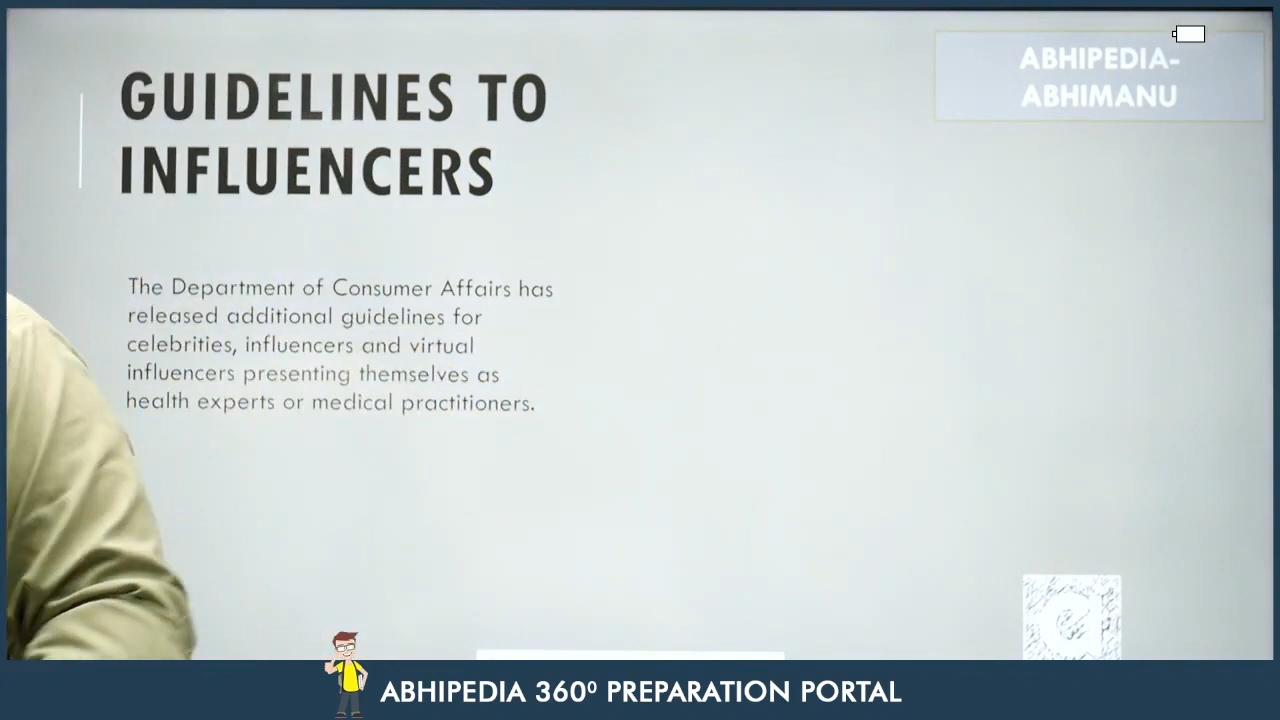 ABHIPEDIA-
ABHIMANU
GUIDELINES TO
INFLUENCERS
The Department of Consumer Affairs has
released additional guidelines for
celebrities, influencers and virtual
influencers presenting themselves as
health experts or medical practitioners.
ABHIPEDIA 360⁰ PREPARATION PORTAL